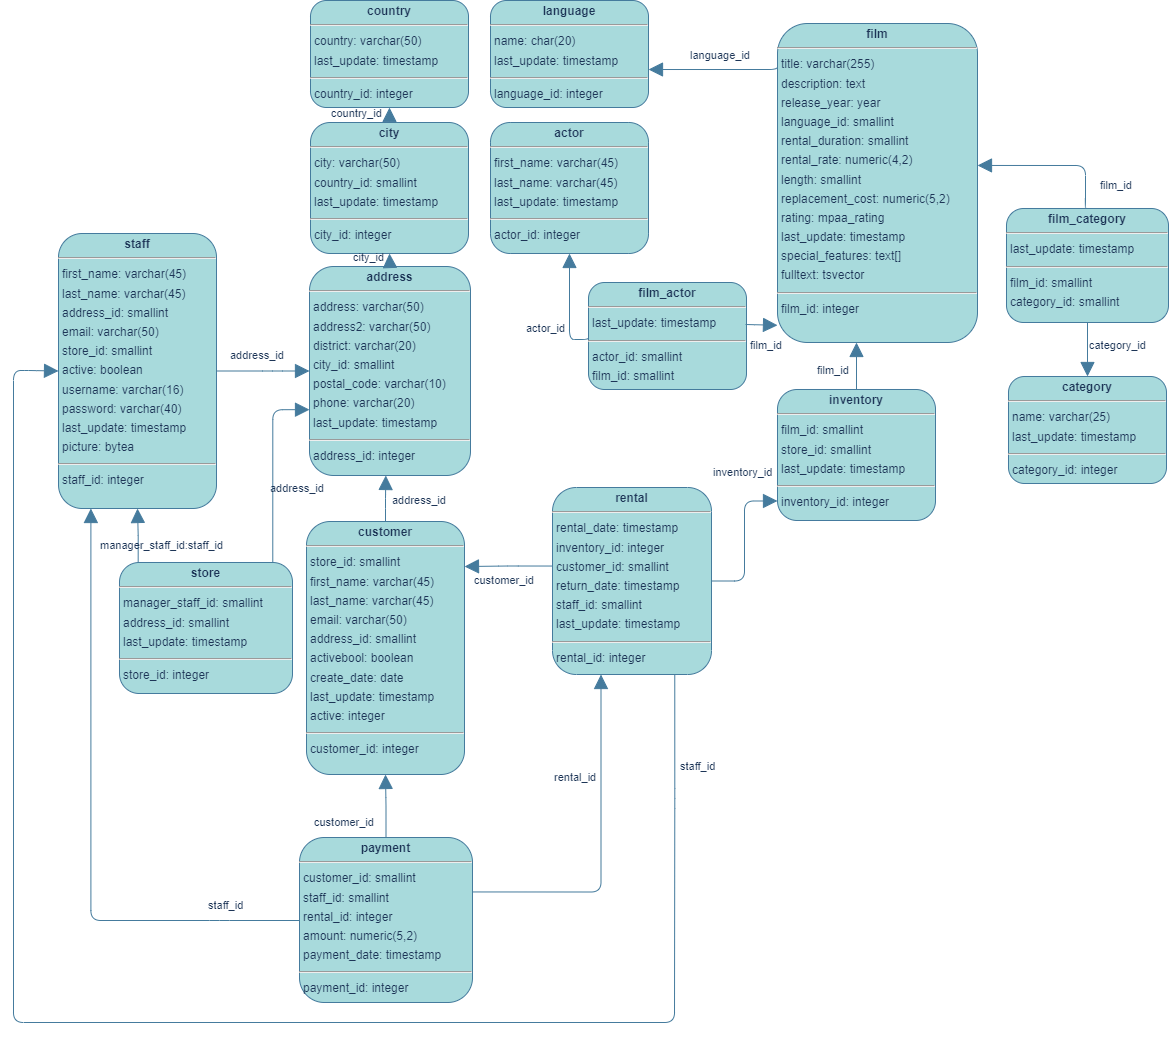 country
country: varchar(50)
last_update: timestamp
country_id: integer
language
name: char(20)
last_update: timestamp
language_id: integer
language_id
film
title: varchar(255)
description: text
release_year: year
language_id: smallint
rental_duration: smallint
rental_rate: numeric(4,2)
length: smallint
replacement_cost: numeric(5,2)
rating: mpaa_rating
last_update: timestamp
special_features: text[]
fulltext: tsvector
film_id: integer
country_id
city
city: varchar(50)
country_id: smallint
last_update: timestamp
city_id: integer
actor
first_name: varchar(45)
last_name: varchar(45)
last_update: timestamp
actor_id: integer
film_id
film_category
last_update: timestamp
film_id: smallint
category_id: smallint
city_id
staff
first_name: varchar(45)
last_name: varchar(45)
address_id: smallint
email: varchar(50)
store_id: smallint
active: boolean
username: varchar(16)
password: varchar(40)
last_update: timestamp
picture: bytea
staff_id: integer
address_id
address
address: varchar(50)
address2: varchar(50)
district: varchar(20)
city_id: smallint
postal_code: varchar(10)
phone: varchar(20)
last_update: timestamp
address_id: integer
film_actor
last_update: timestamp
actor_id: smallint
film_id: smallint
actor_id
film_id
category_id
film_id
category
name: varchar(25)
last_update: timestamp
category_id: integer
inventory
film_id: smallint
store_id: smallint
last_update: timestamp
inventory_id: integer
inventory_id
address_id
address_id
rental
rental_date: timestamp
inventory_id: integer
customer_id: smallint
return_date: timestamp
staff_id: smallint
last_update: timestamp
rental_id: integer
manager_staff_id:staff_id
store
manager_staff_id: smallint
address_id: smallint
last_update: timestamp
store_id: integer
customer
store_id: smallint
first_name: varchar(45)
last_name: varchar(45)
email: varchar(50)
address_id: smallint
activebool: boolean
create_date: date
last_update: timestamp
active: integer
customer_id: integer
customer_id
rental_id
staff_id
customer_id
payment
customer_id: smallint
staff_id: smallint
rental_id: integer
amount: numeric(5,2)
payment_date: timestamp
payment_id: integer
staff_id